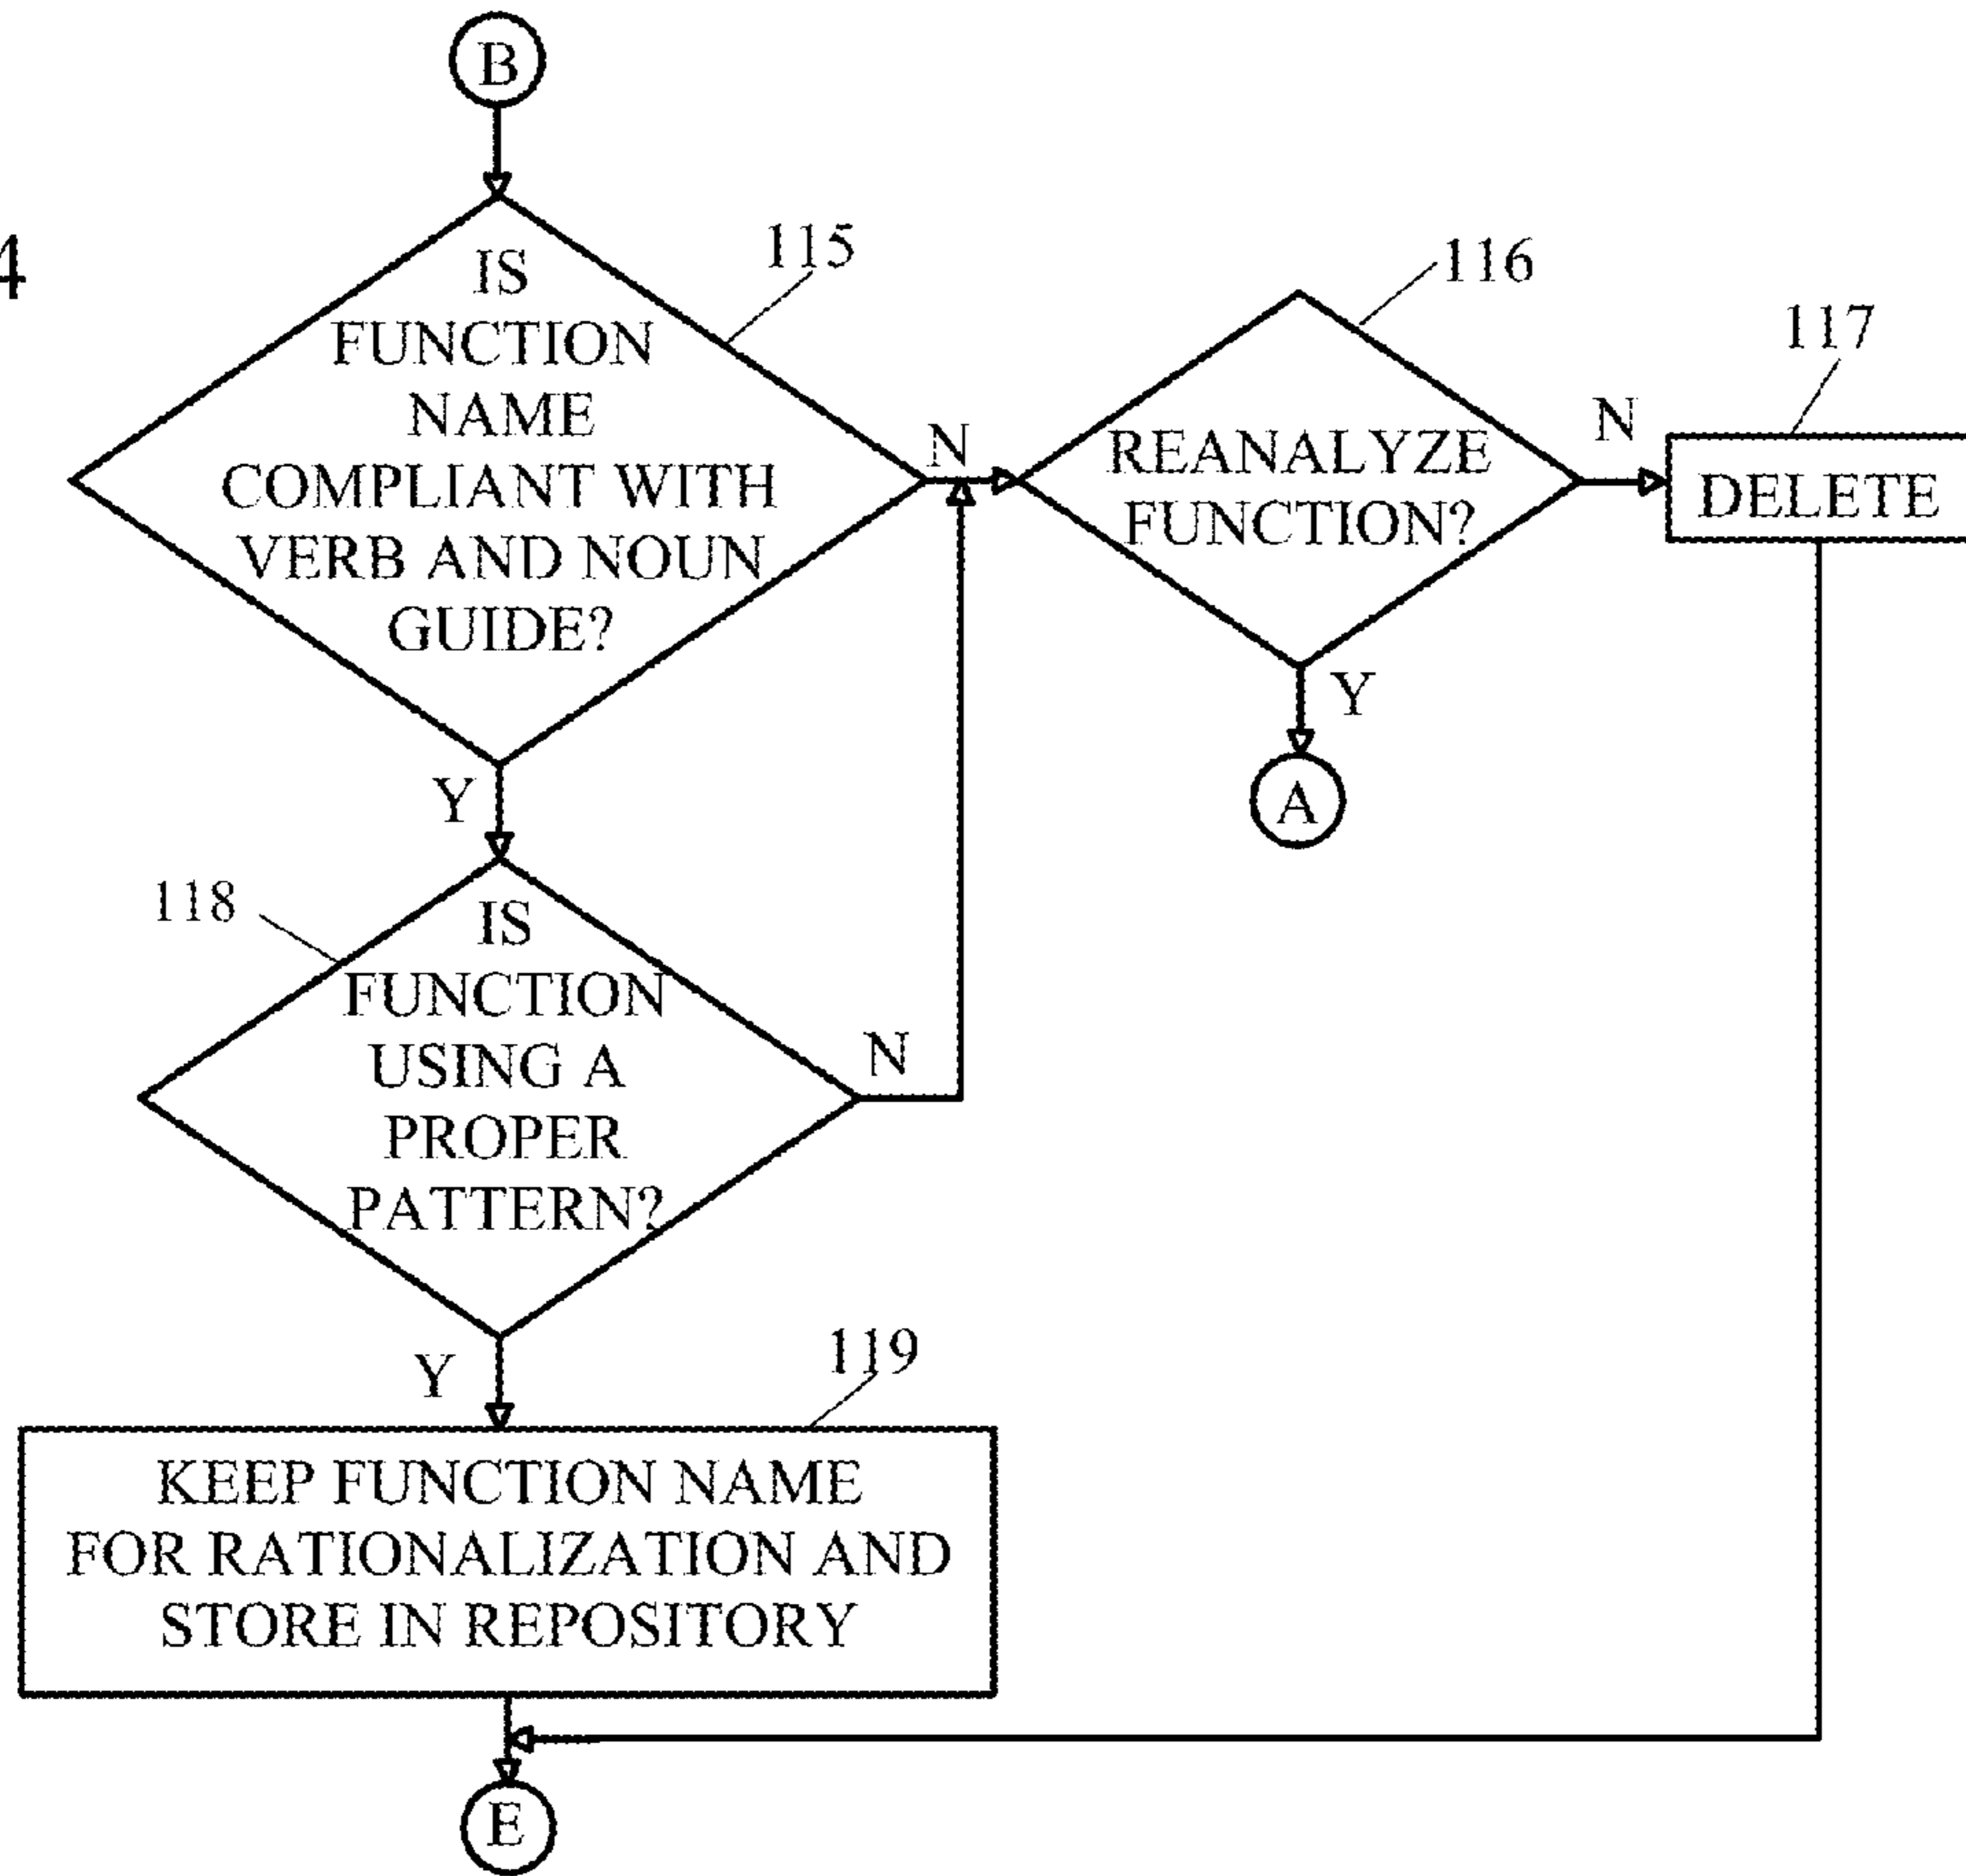 B
4
115
IS
FUNCTION
NAME
COMPLIANT WITH
VERB AND NOUN
GUIDE?
N
116
REANALYZE
FUNCTION?
N
117
DELETE
Y
A
Y
118
IS
FUNCTION
USING A
PROPER
PATTERN?
N
Y
119
KEEP FUNCTION NAME
FOR RATIONALIZATION AND
STORE IN REPOSITORY
E